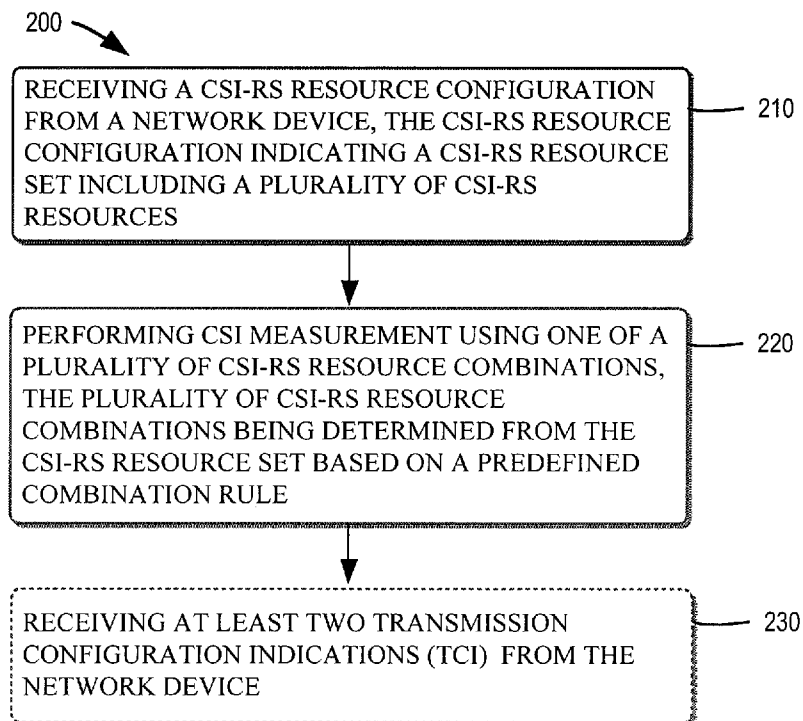 200
RECEIVING A CSI-RS RESOURCE CONFIGURATION
FROM A NETWORK DEVICE, THE CSI-RS RESOURCE
CONFIGURATION INDICATING A CSI-RS RESOURCE
SET INCLUDING A PLURALITY OF CSI-RS
RESOURCES
210
PERFORMING CSI MEASUREMENT USING ONE OF A
PLURALITY OF CSI-RS RESOURCE COMBINATIONS,
THE PLURALITY OF CSI-RS RESOURCE
COMBINATIONS BEING DETERMINED FROM THE
CSI-RS RESOURCE SET BASED ON A PREDEFINED
COMBINATION RULE
220
RECEIVING AT LEAST TWO TRANSMISSION
CONFIGURATION INDICATIONS (TCI) FROM THE
NETWORK DEVICE
230